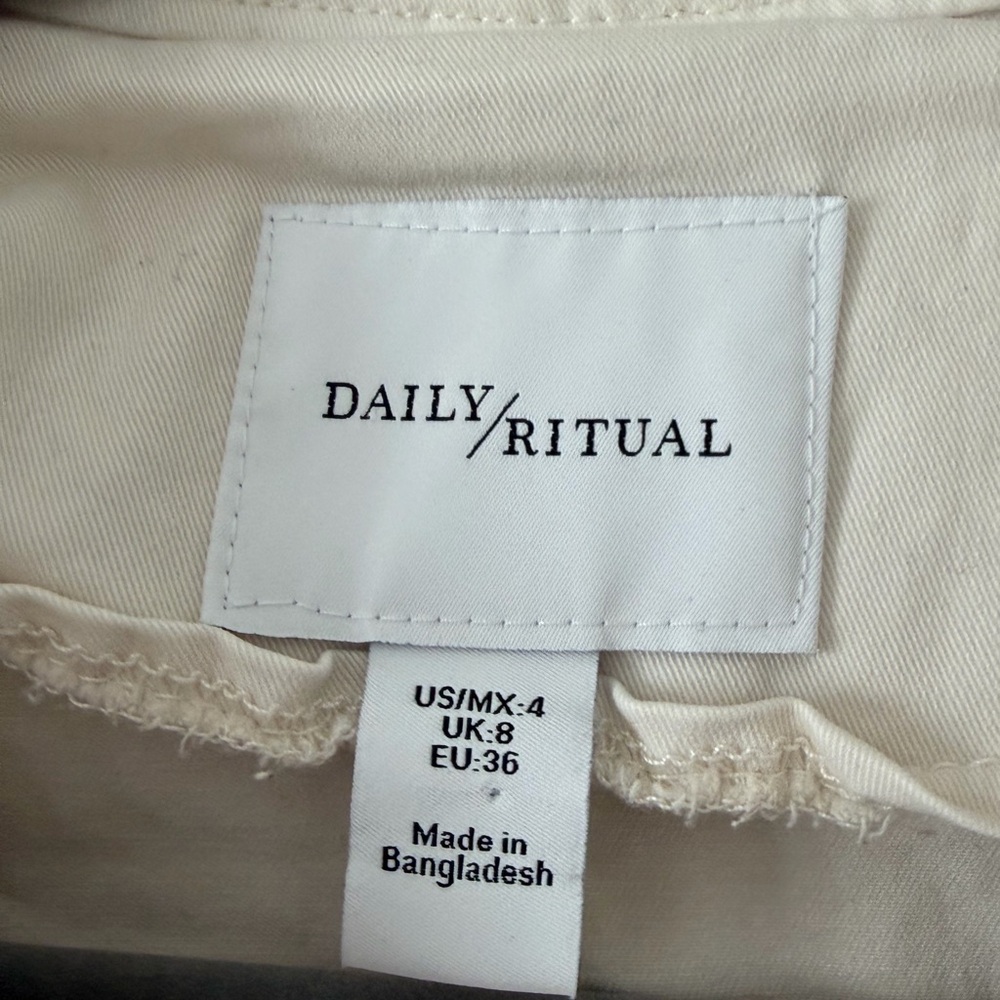 DAILY/RITUAL
US/MX:4
UK:8
EU:36
Made in
Bangladesh